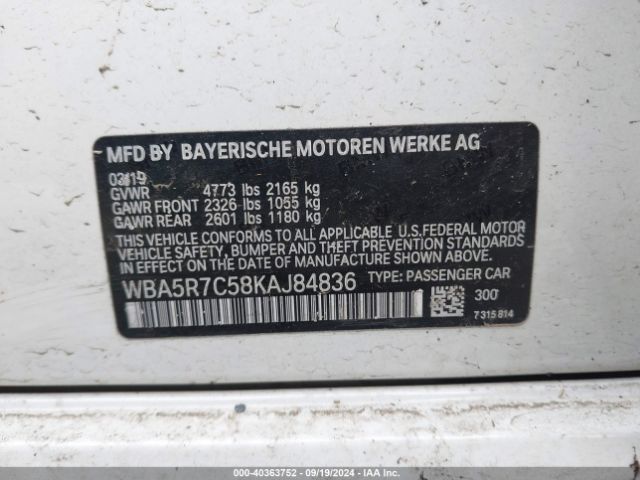 MFD BY BAYERISCHE MOTOREN WERKE AG
03/19
GVWR 4773 lbs 2165 kg
GAWR FRONT 2326 lbs 1055 kg
GAWR REAR 2601 lbs 1180 kg
THIS VEHICLE CONFORMS TO ALL APPLICABLE U.S.FEDERAL MOTOR
VEHICLE SAFETY, BUMPER AND THEFT PREVENTION STANDARDS
IN EFFECT ON THE DATE OF MANUFACTURE SHOWN ABOVE.
WBA5R7C58KAJ84836 TYPE: PASSENGER CAR
300
7315814
000-40363752 - 09/19/2024 - IAA Inc.